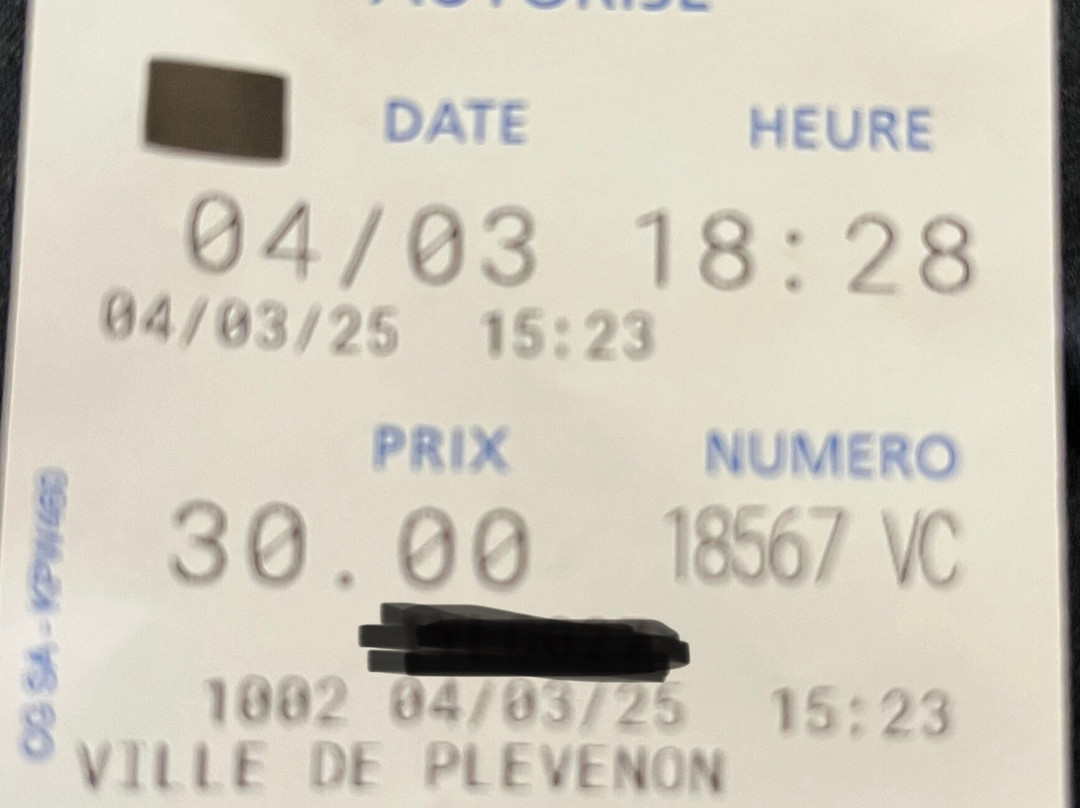 AUTORISE
DATE HEURE
04/03 18:28
04/03/25 15:23
PRIX NUMERO
30.00 18567 VC
1002 04/03/25 15:23
VILLE DE PLEVENON